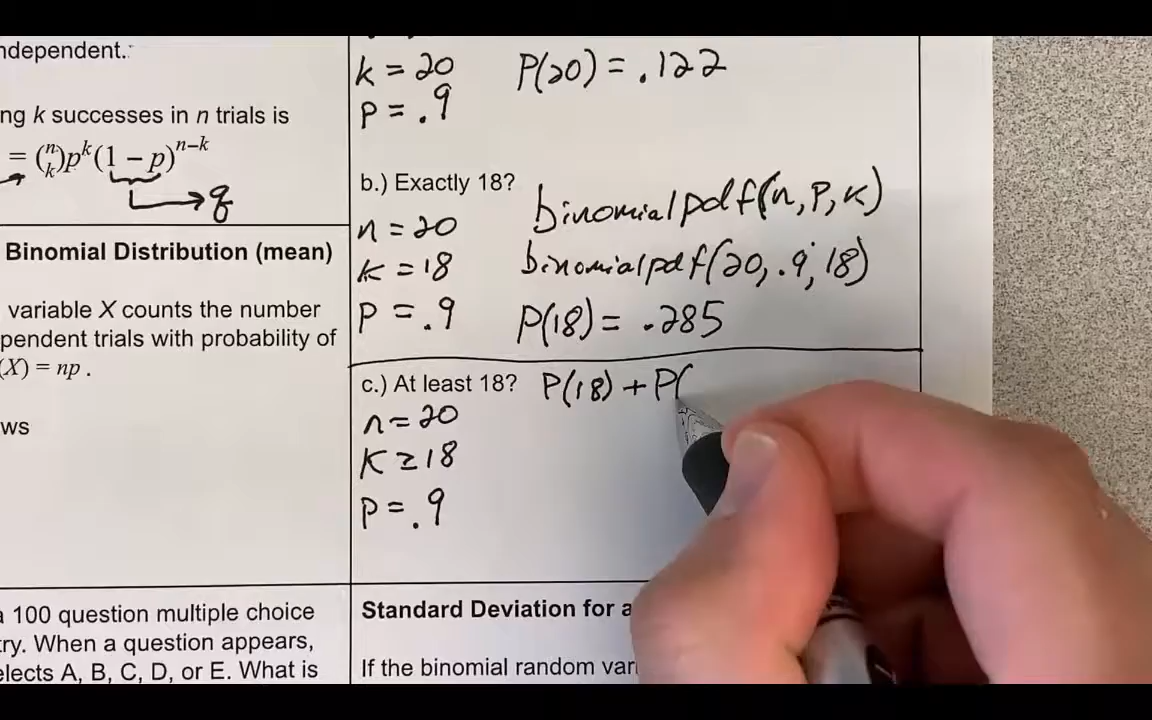 ndependent.
ng k successes in n trials is
= (n k)p^k(1 − p)^n−k
q
Binomial Distribution (mean)
variable X counts the number
pendent trials with probability of
(X) = np .
ws
a 100 question multiple choice
try. When a question appears,
elects A, B, C, D, or E. What is
k = 20 P(20) = .122
p = .9
b.) Exactly 18? binomialpdf(n, p, k)
n = 20
k = 18 binomialpdf(20, .9, 18)
p = .9 P(18) = .285
c.) At least 18? P(18) + P(
n = 20
k ≥ 18
p = .9
Standard Deviation for a
If the binomial random vari